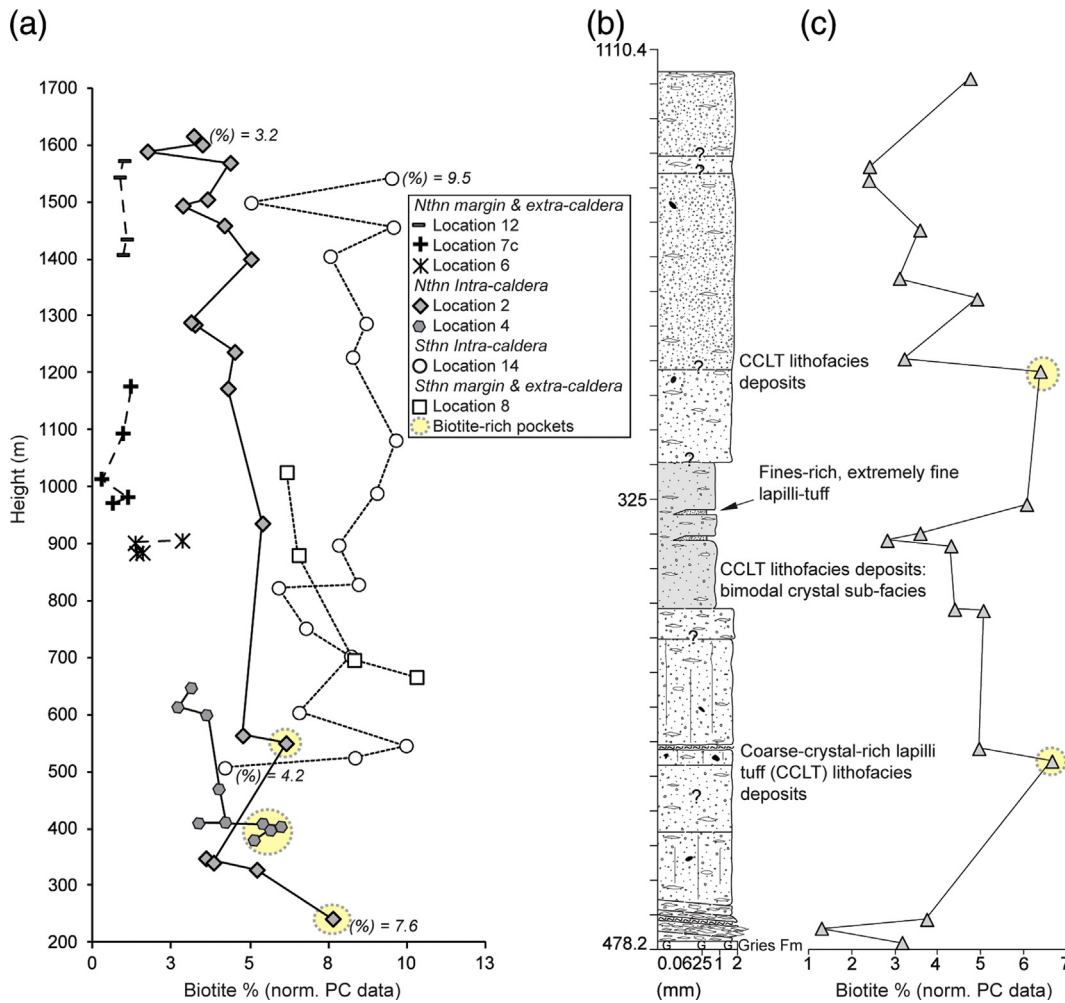 (a)
(b)
(c)
1700
1600
1500
1400
1300
1200
1100
1000
900
800
700
600
500
400
300
200
Height (m)
0
3
5
8
10
13
Biotite % (norm. PC data)
(%) = 3.2
(%) = 9.5
(%) = 4.2
(%) = 7.6
Nthn margin & extra-caldera
Location 12
Location 7c
Location 6
Nthn Intra-caldera
Location 2
Location 4
Sthn Intra-caldera
Location 14
Sthn margin & extra-caldera
Location 8
Biotite-rich pockets
1110.4
325
478.2
?
?
?
?
?
?
CCLT lithofacies
deposits
Fines-rich, extremely fine
lapilli-tuff
CCLT lithofacies deposits:
bimodal crystal sub-facies
Coarse-crystal-rich lapilli
tuff (CCLT) lithofacies
deposits
G G G Gries Fm
0.0625 1 2
(mm)
1
2
3
4
5
6
7
Biotite % (norm. PC data)